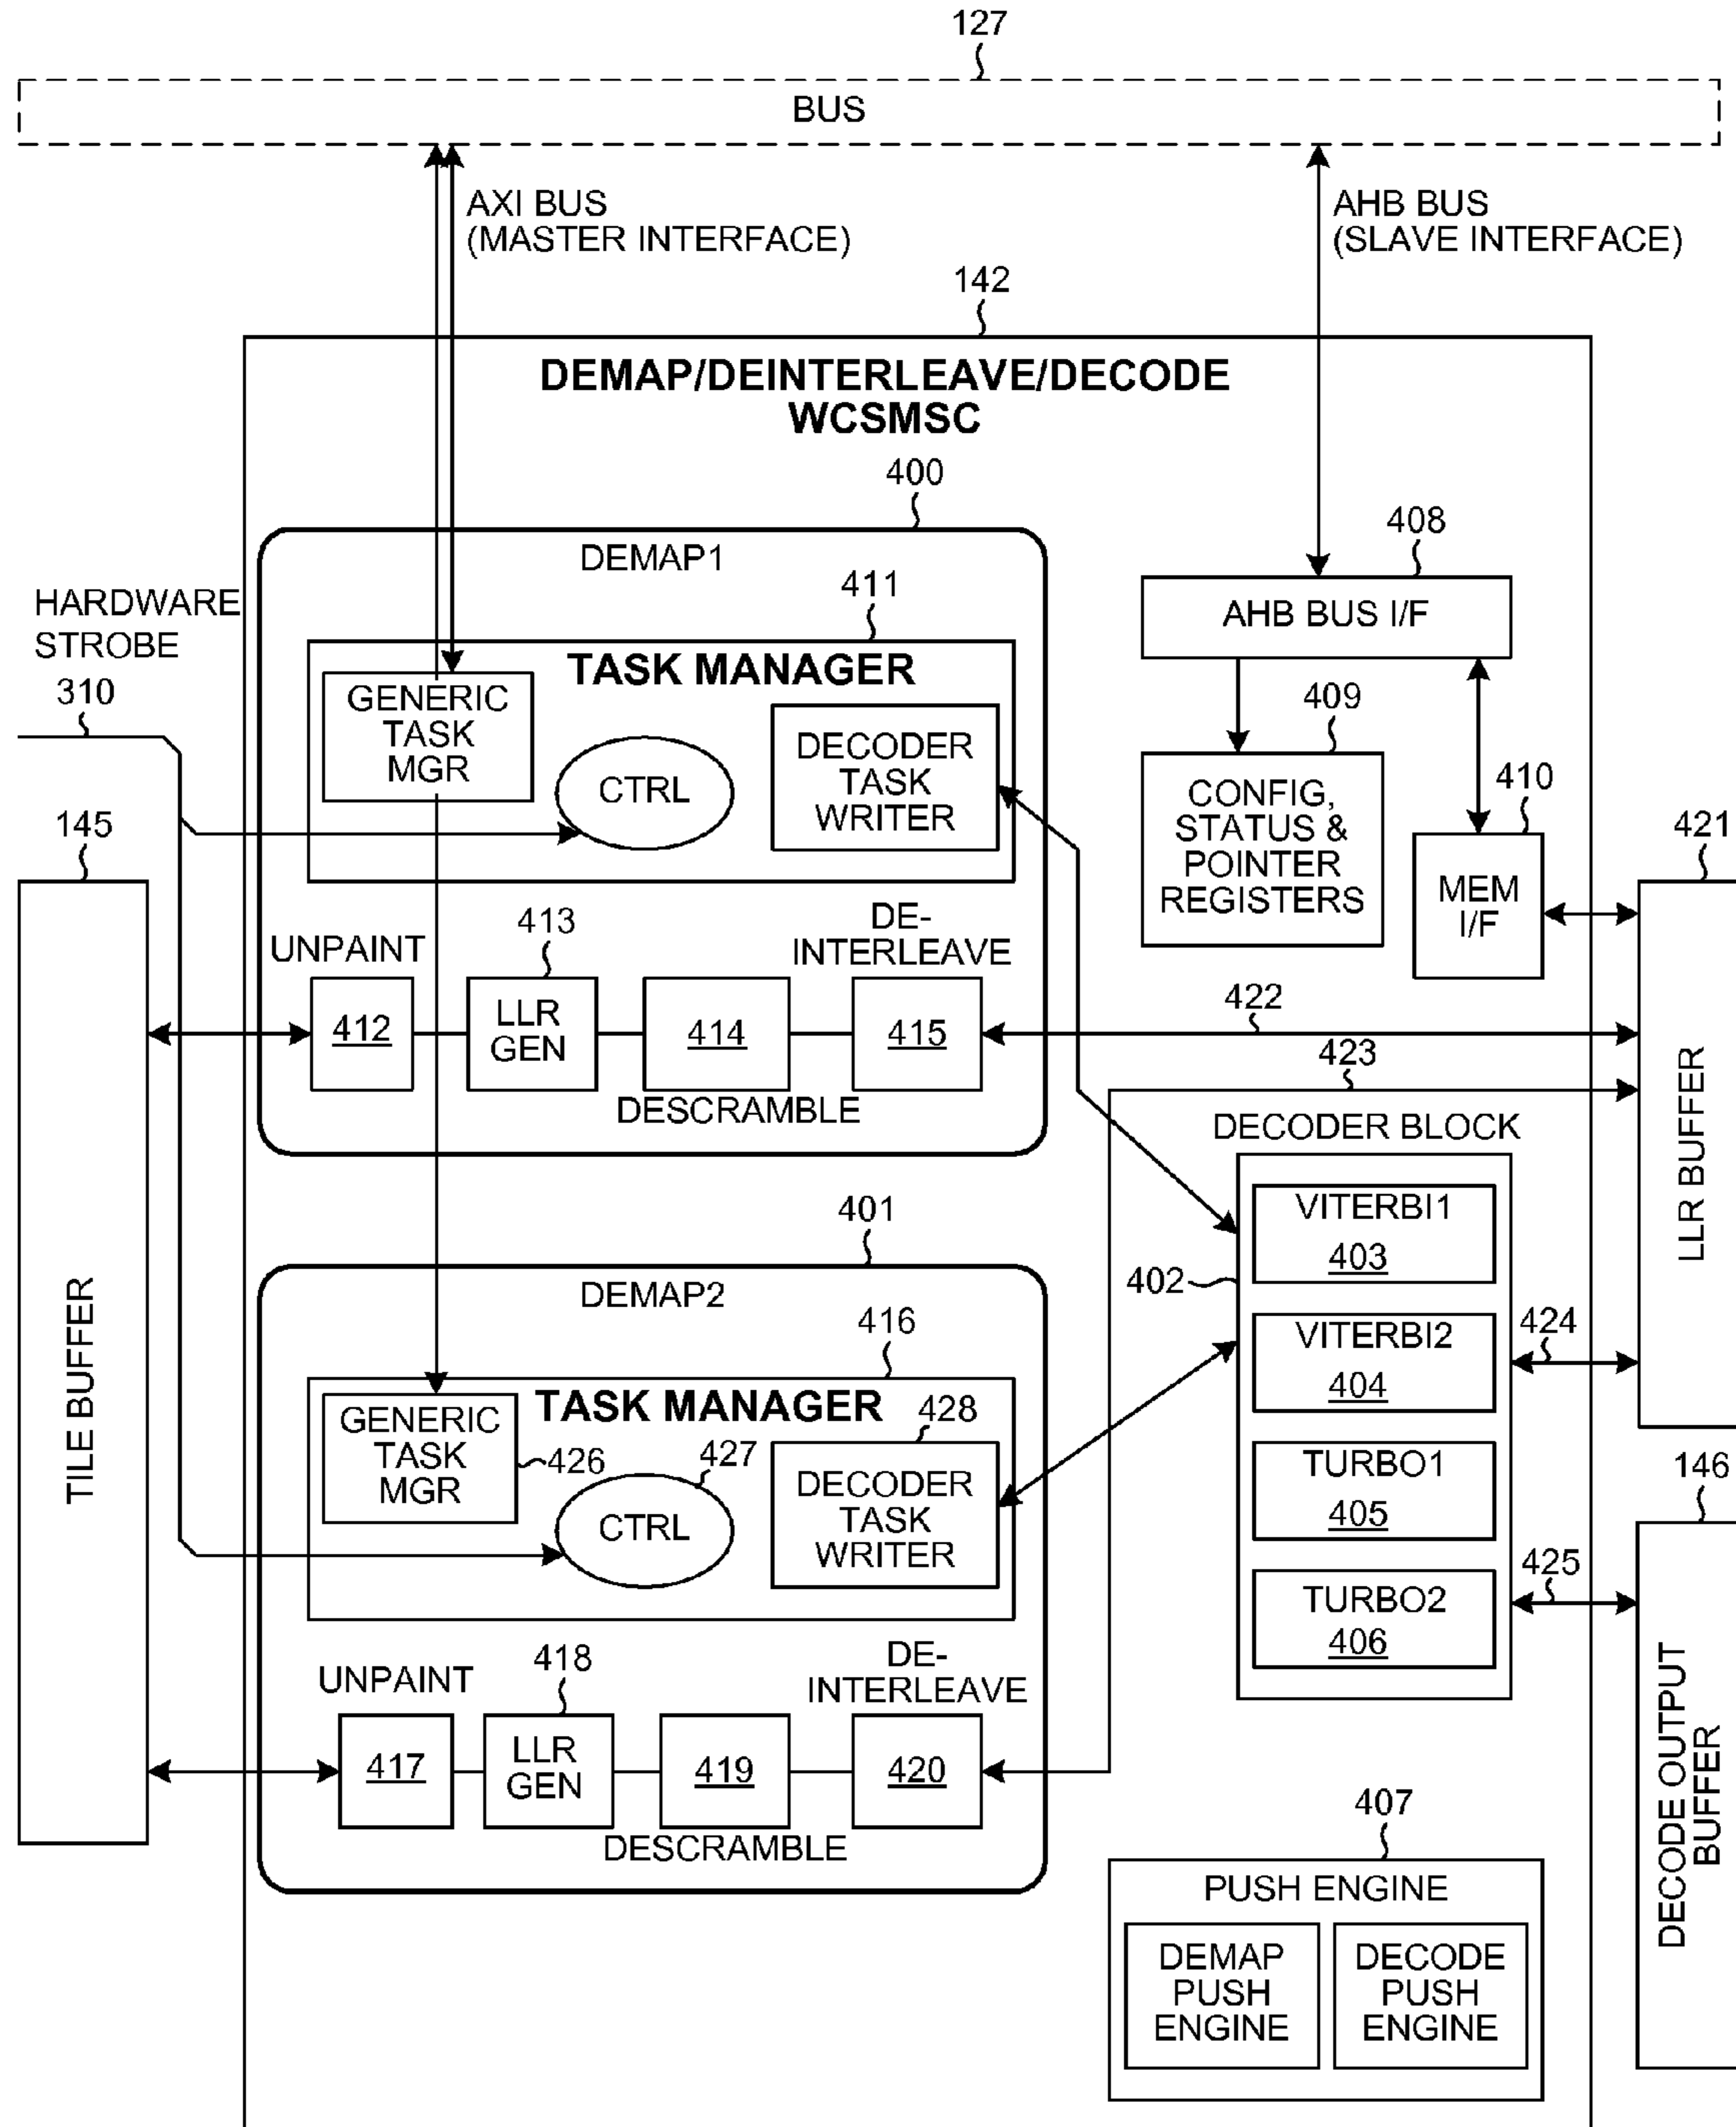 127
BUS
AXI BUS
(MASTER INTERFACE)
AHB BUS
(SLAVE INTERFACE)
142
DEMAP/DEINTERLEAVE/DECODE
WCSMSC
400
DEMAP1
411
TASK MANAGER
GENERIC
TASK
MGR
CTRL
DECODER
TASK
WRITER
HARDWARE
STROBE
310
145
TILE BUFFER
UNPAINT
412
413
LLR
GEN
414
DESCRAMBLE
DE-
INTERLEAVE
415
408
AHB BUS I/F
409
CONFIG,
STATUS &
POINTER
REGISTERS
410
MEM
I/F
421
LLR BUFFER
422
423
401
DEMAP2
416
TASK MANAGER
GENERIC
TASK
MGR
426
427
CTRL
428
DECODER
TASK
WRITER
UNPAINT
417
418
LLR
GEN
419
DESCRAMBLE
DE-
INTERLEAVE
420
DECODER BLOCK
402
VITERBI1
403
VITERBI2
404
TURBO1
405
TURBO2
406
424
425
146
DECODE OUTPUT
BUFFER
407
PUSH ENGINE
DEMAP
PUSH
ENGINE
DECODE
PUSH
ENGINE